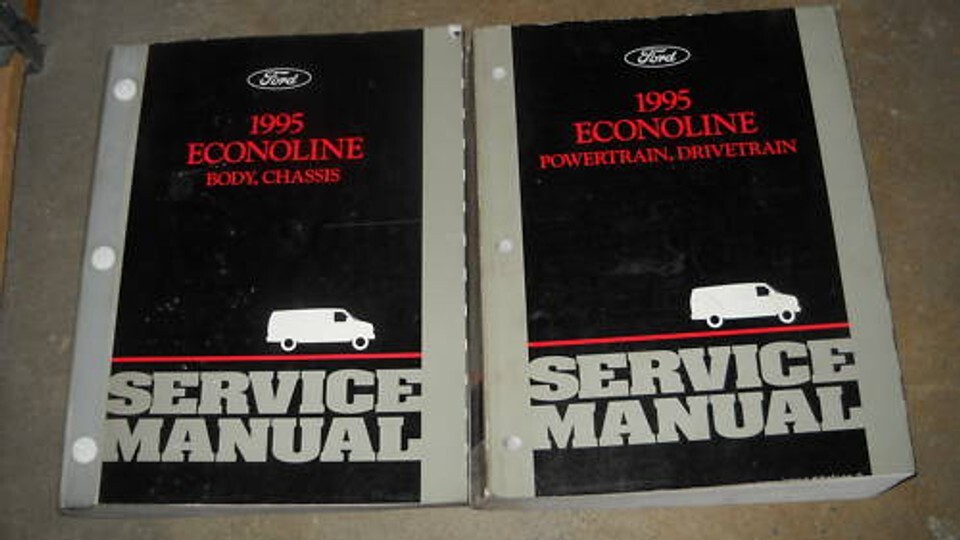 Ford
1995
ECONOLINE
BODY, CHASSIS
SERVICE
MANUAL
Ford
1995
ECONOLINE
POWERTRAIN, DRIVETRAIN
SERVICE
MANUAL